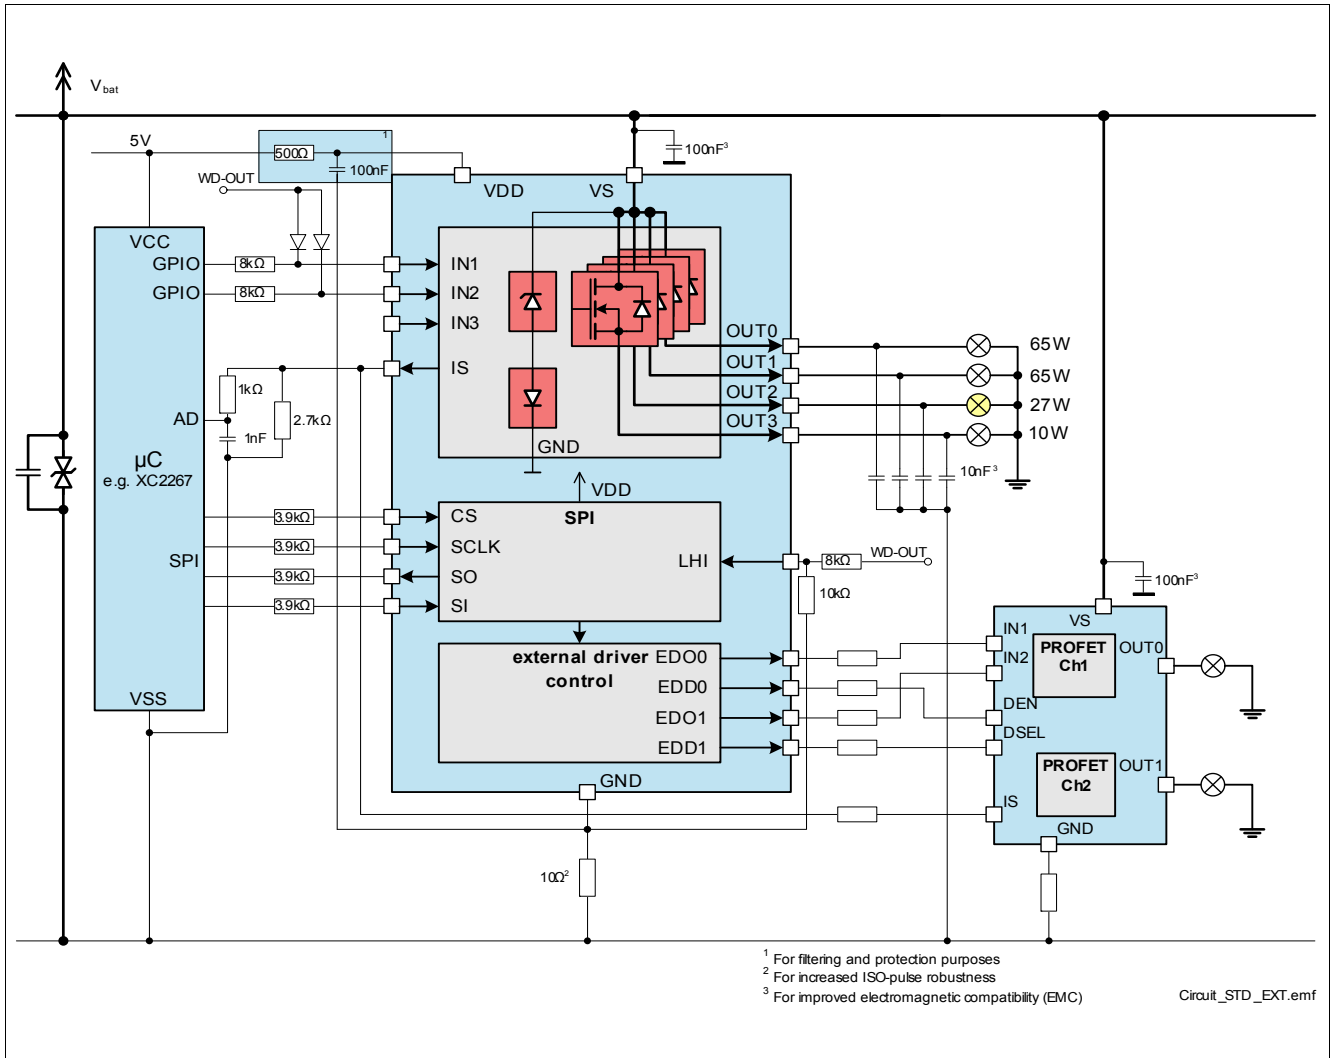 V bat
5V
1
500Ω
100nF
100nF³
WD-OUT
VDD
VS
VCC
GPIO
8kΩ
IN1
GPIO
8kΩ
IN2
IN3
OUT0
65W
IS
OUT1
65W
1kΩ
OUT2
27W
AD
2.7kΩ
OUT3
10W
1nF
GND
µC
e.g. XC2267
10nF³
VDD
SPI
3.9kΩ
CS
3.9kΩ
SCLK
SPI
LHI
8kΩ
WD-OUT
3.9kΩ
SO
10kΩ
3.9kΩ
SI
100nF³
VS
IN1
PROFET
Ch1
OUT0
IN2
external driver
control
EDO0
EDD0
EDO1
EDD1
VSS
DEN
DSEL
PROFET
Ch2
OUT1
IS
GND
GND
10Ω²
¹ For filtering and protection purposes
² For increased ISO-pulse robustness
³ For improved electromagnetic compatibility (EMC)
Circuit_STD_EXT.emf